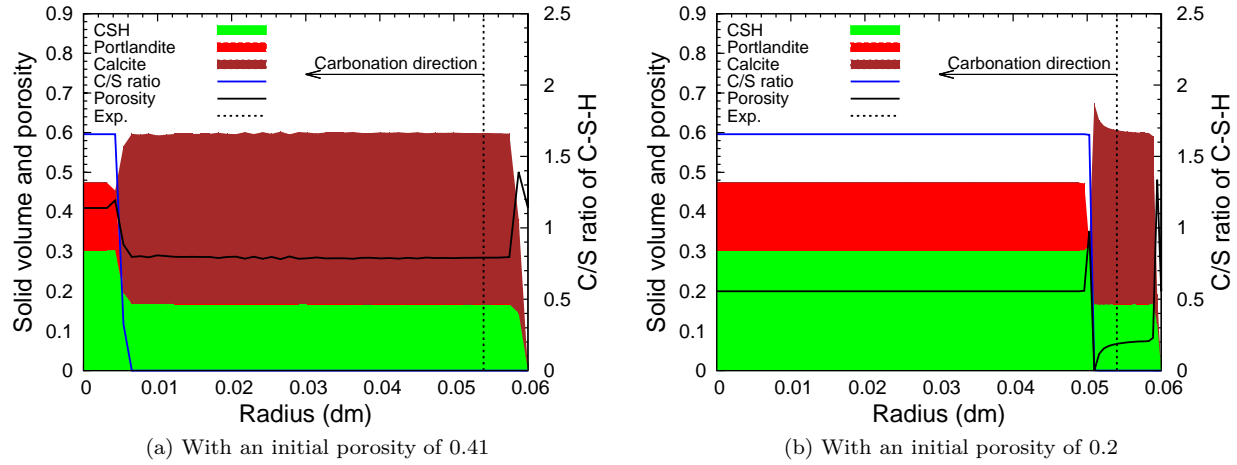 CSH
Portlandite
Calcite
C/S ratio
Porosity
Exp.
Carbonation direction
0.9
0.8
0.7
0.6
0.5
0.4
0.3
0.2
0.1
0
2.5
2
1.5
1
0.5
0
0 0.01 0.02 0.03 0.04 0.05 0.06
Solid volume and porosity
C/S ratio of C-S-H
Radius (dm)
(a) With an initial porosity of 0.41
CSH
Portlandite
Calcite
C/S ratio
Porosity
Exp.
Carbonation direction
0.9
0.8
0.7
0.6
0.5
0.4
0.3
0.2
0.1
0
2.5
2
1.5
1
0.5
0
0 0.01 0.02 0.03 0.04 0.05 0.06
Solid volume and porosity
C/S ratio of C-S-H
Radius (dm)
(b) With an initial porosity of 0.2